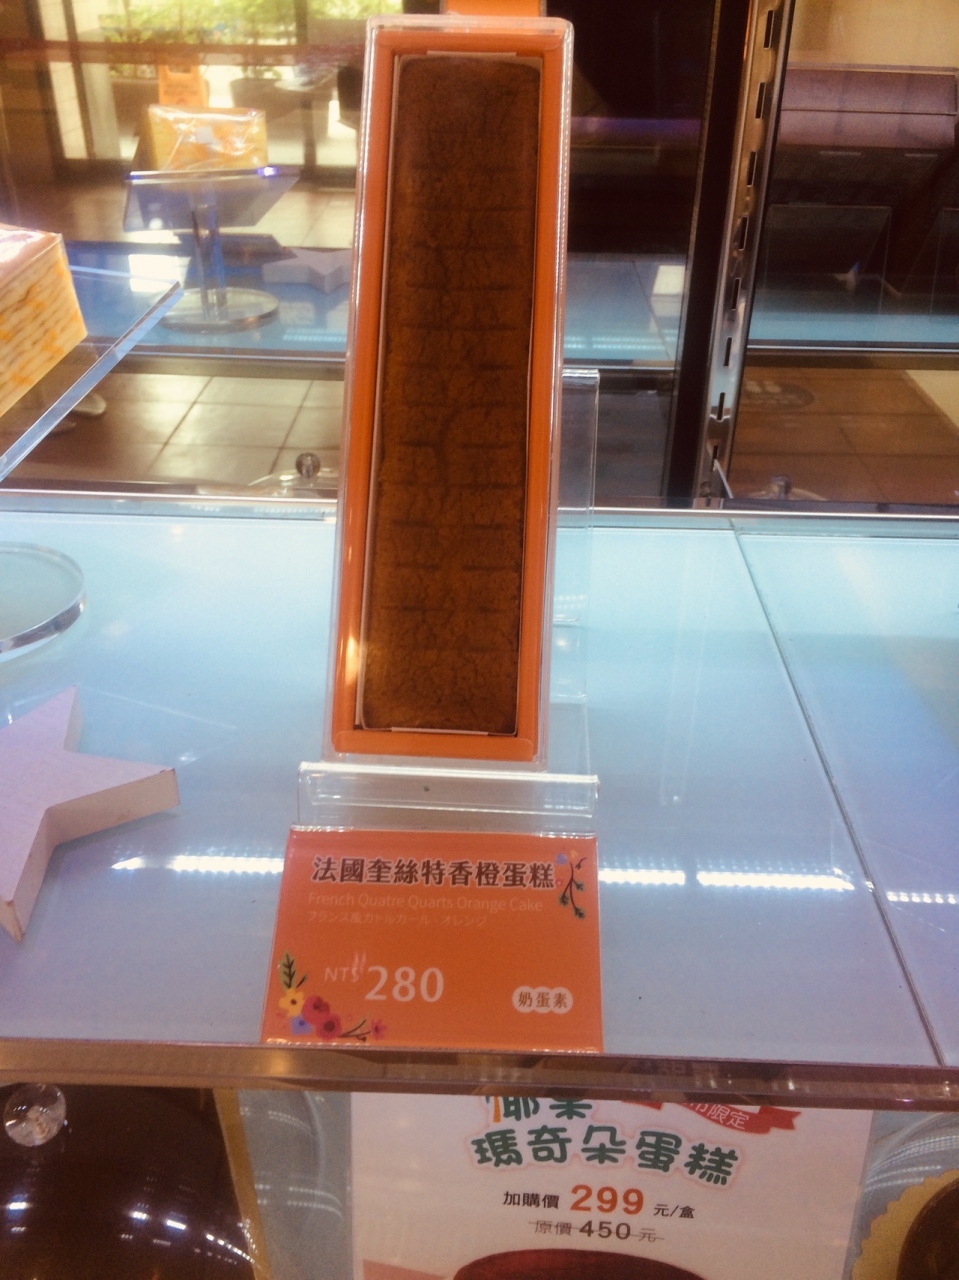 法國奎絲特香橙蛋糕
French Quatre Quarts Orange Cake
フランス風カトルカール・オレンジ
NT$ 280
奶蛋素
限定
瑪奇朵蛋糕
加購價 299 元/盒
原價 450 元